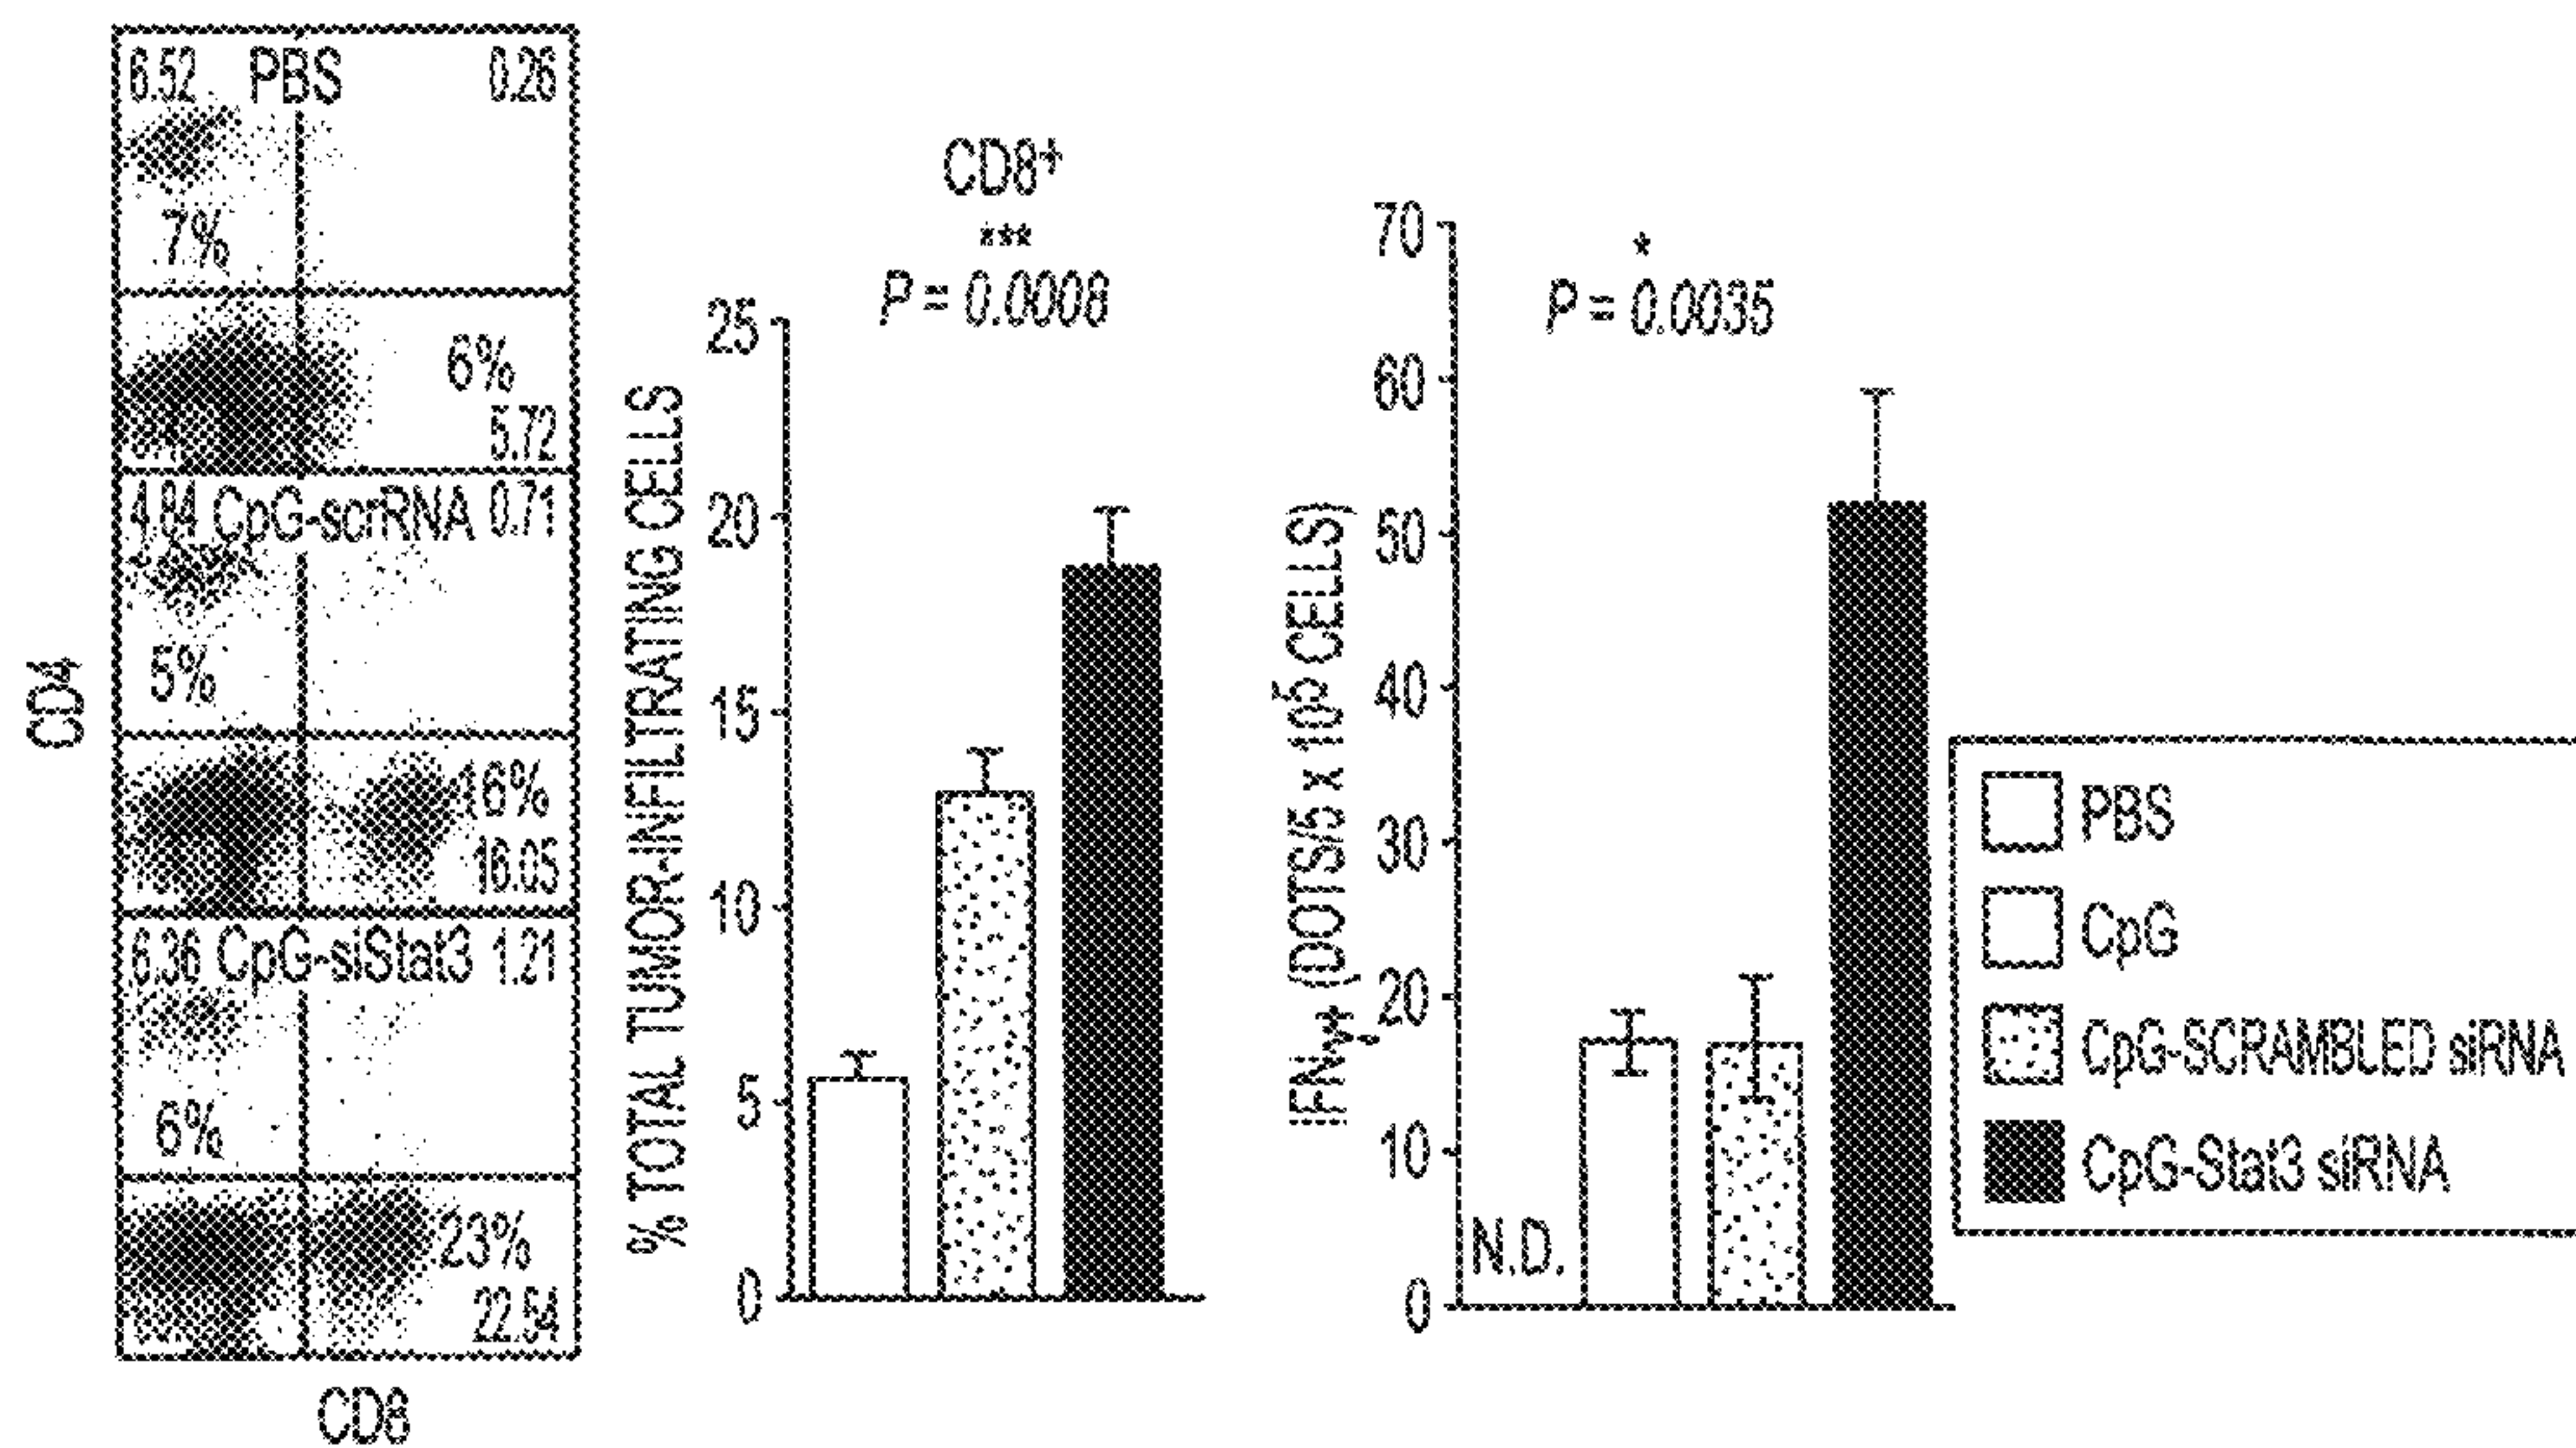 6.52 PBS 0.26
7%
6%
5.72
4.84 CpG-scrRNA 0.71
5%
16%
16.05
6.36 CpG-siStat3 1.21
6%
23%
22.54
CD4
CD8
CD8+
***
P = 0.0008
% TOTAL TUMOR-INFILTRATING CELLS
25
20
15
10
5
0
*
P = 0.0035
IFNγ+ (DOTS/5 x 10⁵ CELLS)
70
60
50
40
30
20
10
0
N.D.
PBS
CpG
CpG-SCRAMBLED siRNA
CpG-Stat3 siRNA